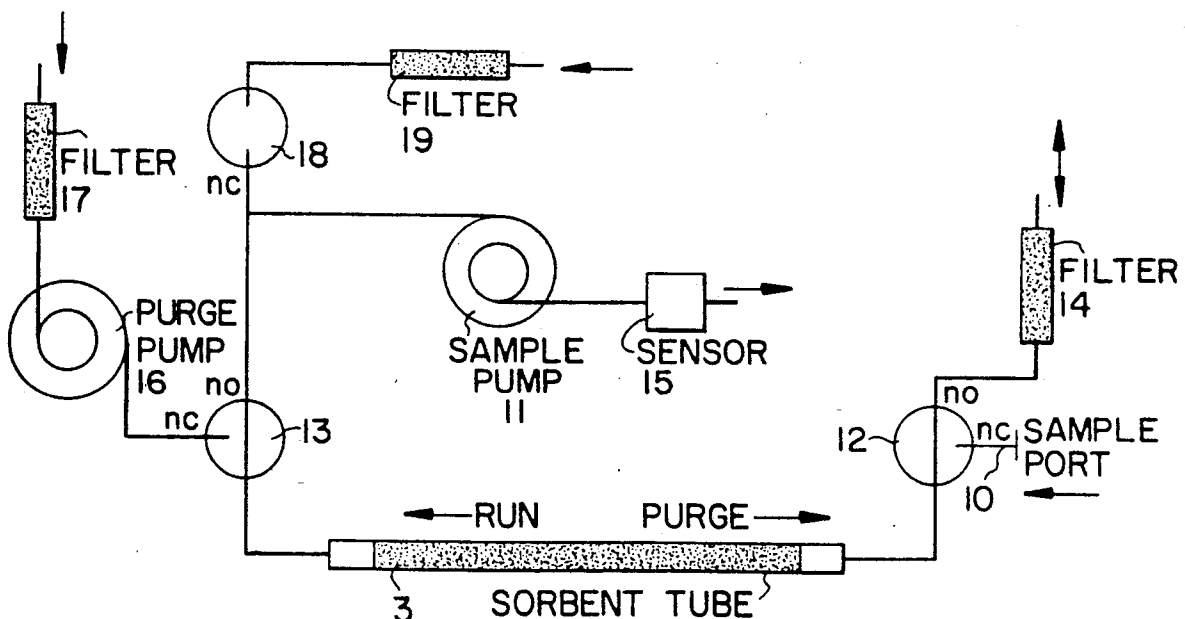 FILTER
19
18
nc
FILTER
17
FILTER
14
PURGE
PUMP
16
SAMPLE
PUMP
11
SENSOR
15
no
nc
13
no
12
nc
SAMPLE
PORT
10
RUN
PURGE
3
SORBENT TUBE